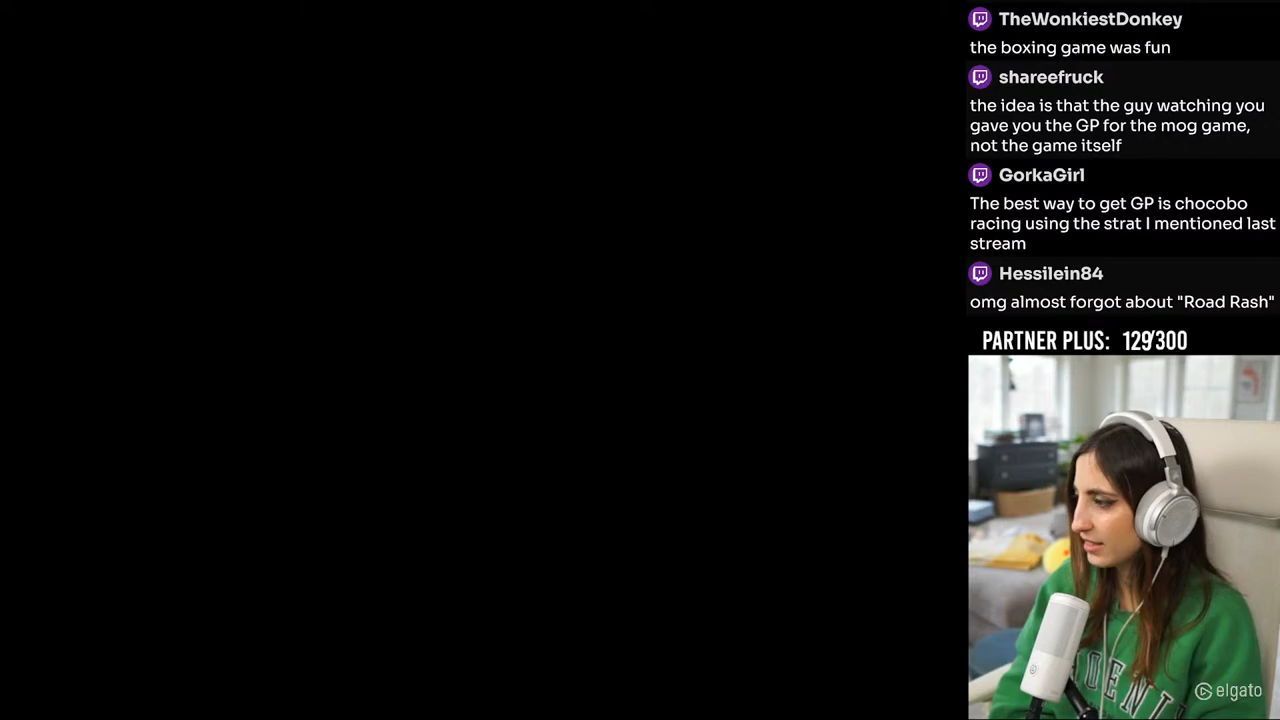 TheWonkiestDonkey
the boxing game was fun
shareefruck
the idea is that the guy watching you
gave you the GP for the mog game,
not the game itself
GorkaGirl
The best way to get GP is chocobo
racing using the strat I mentioned last
stream
Hessilein84
omg almost forgot about "Road Rash"
PARTNER PLUS: 129/300
elgato